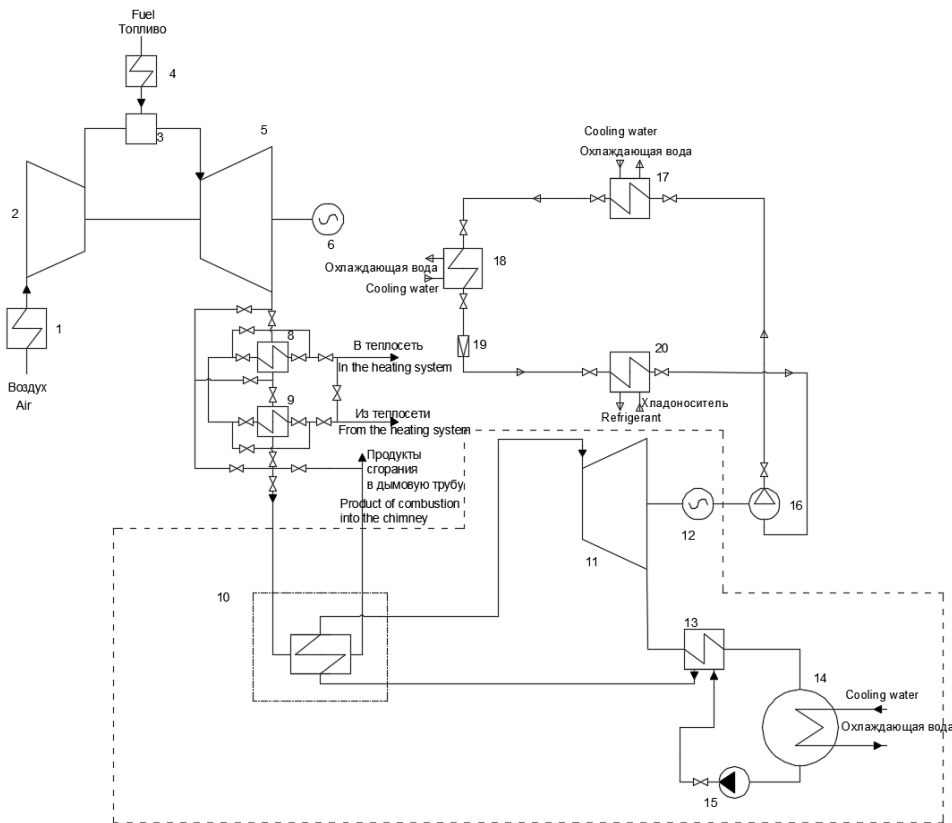 Fuel
Топливо
4
3
5
2
6
1
Воздух
Air
8
В теплосеть
In the heating system
9
Из теплосети
From the heating system
Продукты
сгорания
в дымовую трубу
Product of combustion
into the chimney
10
Cooling water
Охлаждающая вода
17
18
Охлаждающая вода
Cooling water
19
20
Хладоноситель
Refrigerant
16
12
11
13
14
Cooling water
Охлаждающая вода
15